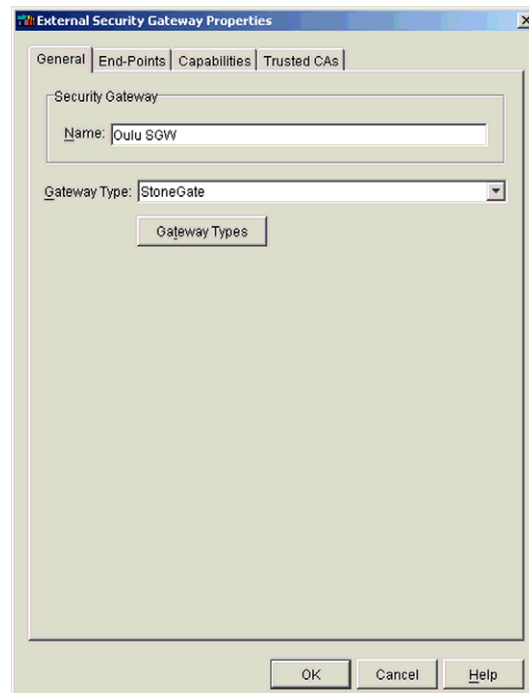 External Security Gateway Properties
General End-Points Capabilities Trusted CAs
Security Gateway
Name: Oulu SGW
Gateway Type: StoneGate
Gateway Types
OK Cancel Help